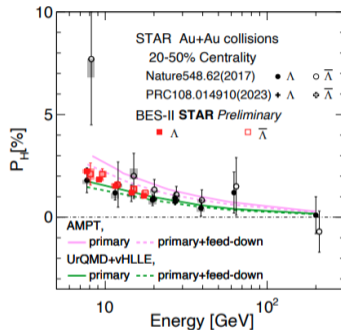 10
STAR Au+Au collisions
20-50% Centrality
Nature548.62(2017) Λ Λ̅
PRC108.014910(2023) Λ Λ̅
BES-II STAR Preliminary
Λ Λ̅
5
P_H[%]
0
AMPT,
primary primary+feed-down
UrQMD+vHLLE,
primary primary+feed-down
10 10²
Energy [GeV]